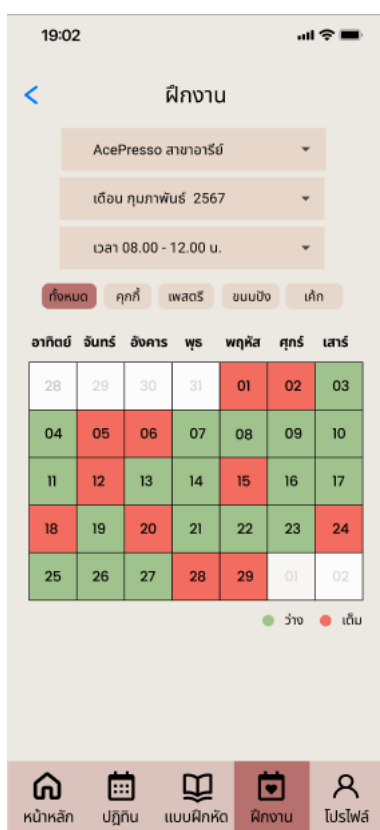 19:02
ฝึกงาน
AcePresso สาขาอารีย์
เดือน กุมภาพันธ์ 2567
เวลา 08.00 - 12.00 น.
ทั้งหมด คุกกี้ เพสตรี ขนมปัง เค้ก
อาทิตย์ จันทร์ อังคาร พุธ พฤหัส ศุกร์ เสาร์
28 29 30 31 01 02 03
04 05 06 07 08 09 10
11 12 13 14 15 16 17
18 19 20 21 22 23 24
25 26 27 28 29 01 02
ว่าง เต็ม
หน้าหลัก ปฏิทิน แบบฝึกหัด ฝึกงาน โปรไฟล์